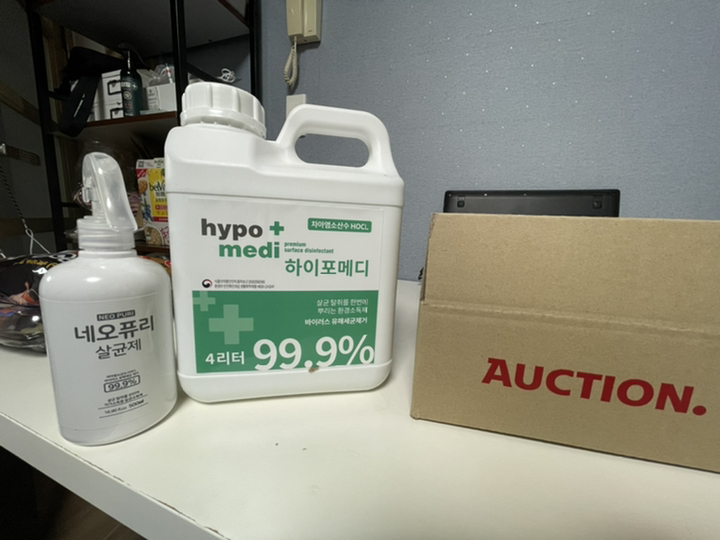 NEO PURI
네오퓨리
살균제
99.9%
500ml
hypo
medi
premium
surface disinfectant
차아염소산수 HOCL
하이포메디
살균 탈취를 한번에
뿌리는 환경소독제
바이러스 유해세균제거
4리터 99.9%
AUCTION.